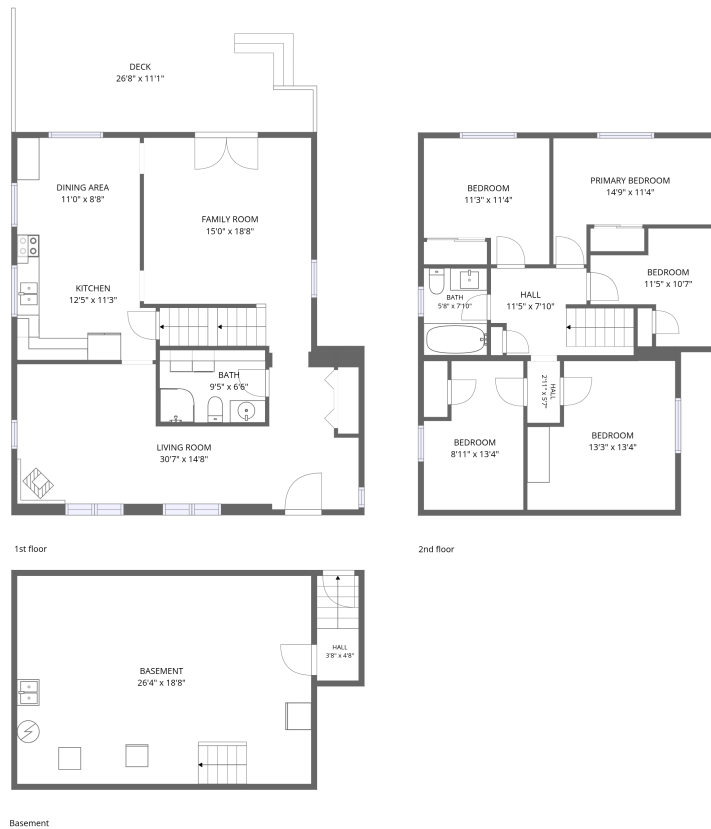 DECK
26'8" x 11'1"
DINING AREA
11'0" x 8'8"
FAMILY ROOM
15'0" x 18'8"
KITCHEN
12'5" x 11'3"
BATH
9'5" x 6'6"
LIVING ROOM
30'7" x 14'8"
1st floor
BEDROOM
11'3" x 11'4"
PRIMARY BEDROOM
14'9" x 11'4"
BEDROOM
11'5" x 10'7"
BATH
5'8" x 7'10"
HALL
11'5" x 7'10"
HALL
2'11" x 5'7"
BEDROOM
8'11" x 13'4"
BEDROOM
13'3" x 13'4"
2nd floor
HALL
3'8" x 4'8"
BASEMENT
26'4" x 18'8"
Basement